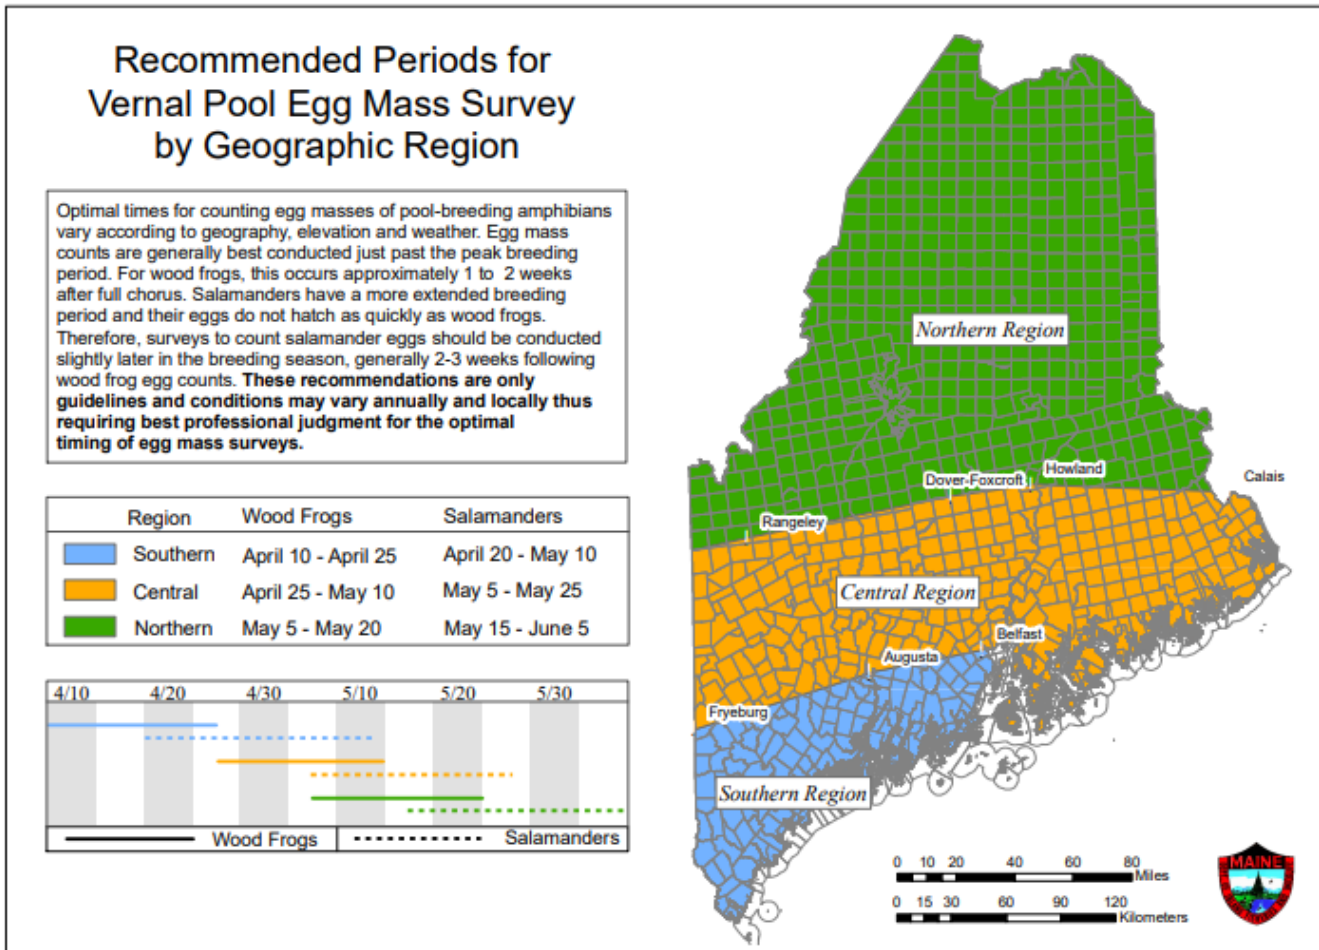 Recommended Periods for
Vernal Pool Egg Mass Survey
by Geographic Region
Optimal times for counting egg masses of pool-breeding amphibians
vary according to geography, elevation and weather. Egg mass
counts are generally best conducted just past the peak breeding
period. For wood frogs, this occurs approximately 1 to 2 weeks
after full chorus. Salamanders have a more extended breeding
period and their eggs do not hatch as quickly as wood frogs.
Therefore, surveys to count salamander eggs should be conducted
slightly later in the breeding season, generally 2-3 weeks following
wood frog egg counts. These recommendations are only
guidelines and conditions may vary annually and locally thus
requiring best professional judgment for the optimal
timing of egg mass surveys.
Region Wood Frogs Salamanders
Southern April 10 - April 25 April 20 - May 10
Central April 25 - May 10 May 5 - May 25
Northern May 5 - May 20 May 15 - June 5
4/10 4/20 4/30 5/10 5/20 5/30
Wood Frogs Salamanders
Northern Region
Howland
Dover-Foxcroft
Calais
Rangeley
Central Region
Belfast
Augusta
Fryeburg
Southern Region
0 10 20 40 60 80
Miles
0 15 30 60 90 120
Kilometers
MAINE